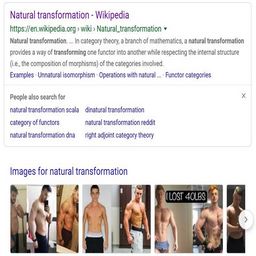 Natural transformation - Wikipedia
https://en.wikipedia.org › wiki › Natural_transformation ▾
Natural transformation. ... In category theory, a branch of mathematics, a natural transformation
provides a way of transforming one functor into another while respecting the internal structure
(i.e., the composition of morphisms) of the categories involved.
Examples · Unnatural isomorphism · Operations with natural ... · Functor categories
People also search for X
natural transformation scala dinatural transformation
category of functors natural transformation reddit
natural transformation dna right adjoint category theory
Images for natural transformation
I LOST 40LBS